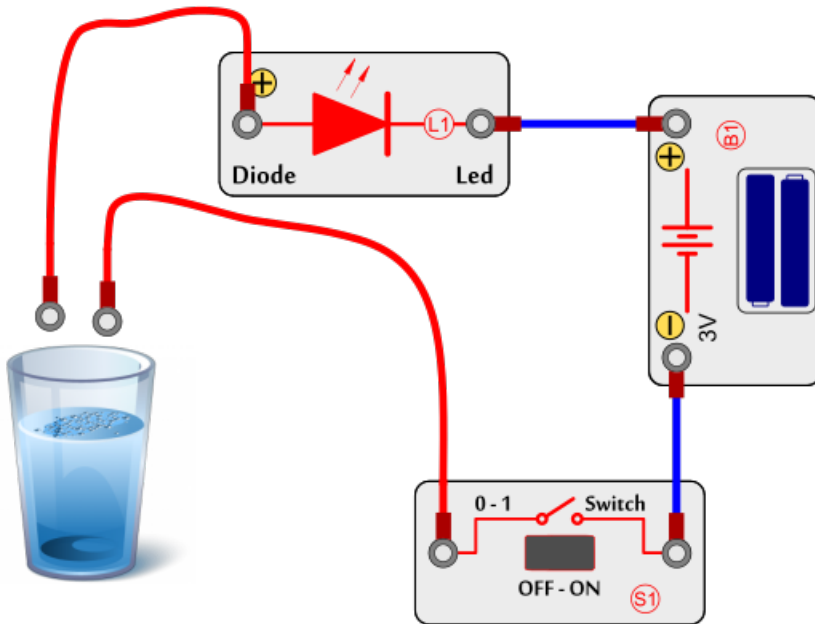 +
L1
Diode
Led
B1
+
−
3V
0 - 1
Switch
OFF - ON
S1